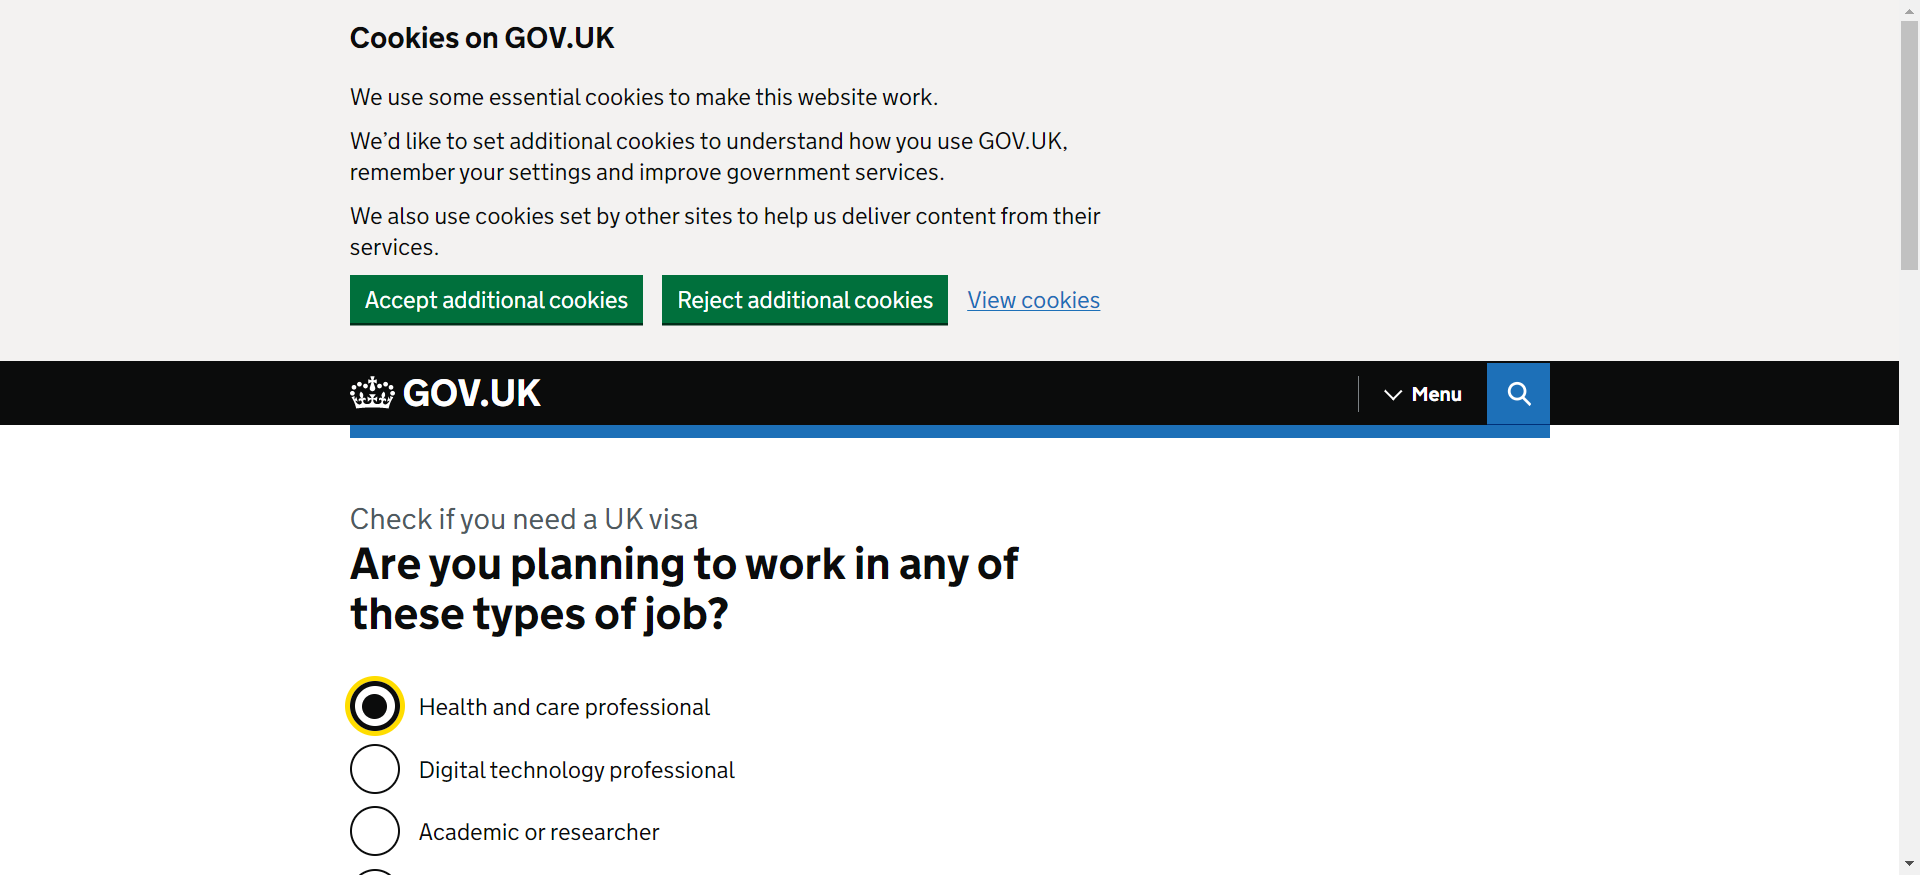 Cookies on GOV.UK
We use some essential cookies to make this website work.
We’d like to set additional cookies to understand how you use GOV.UK,
remember your settings and improve government services.
We also use cookies set by other sites to help us deliver content from their
services.
Accept additional cookies Reject additional cookies View cookies
GOV.UK Menu
Check if you need a UK visa
Are you planning to work in any of
these types of job?
Health and care professional
Digital technology professional
Academic or researcher